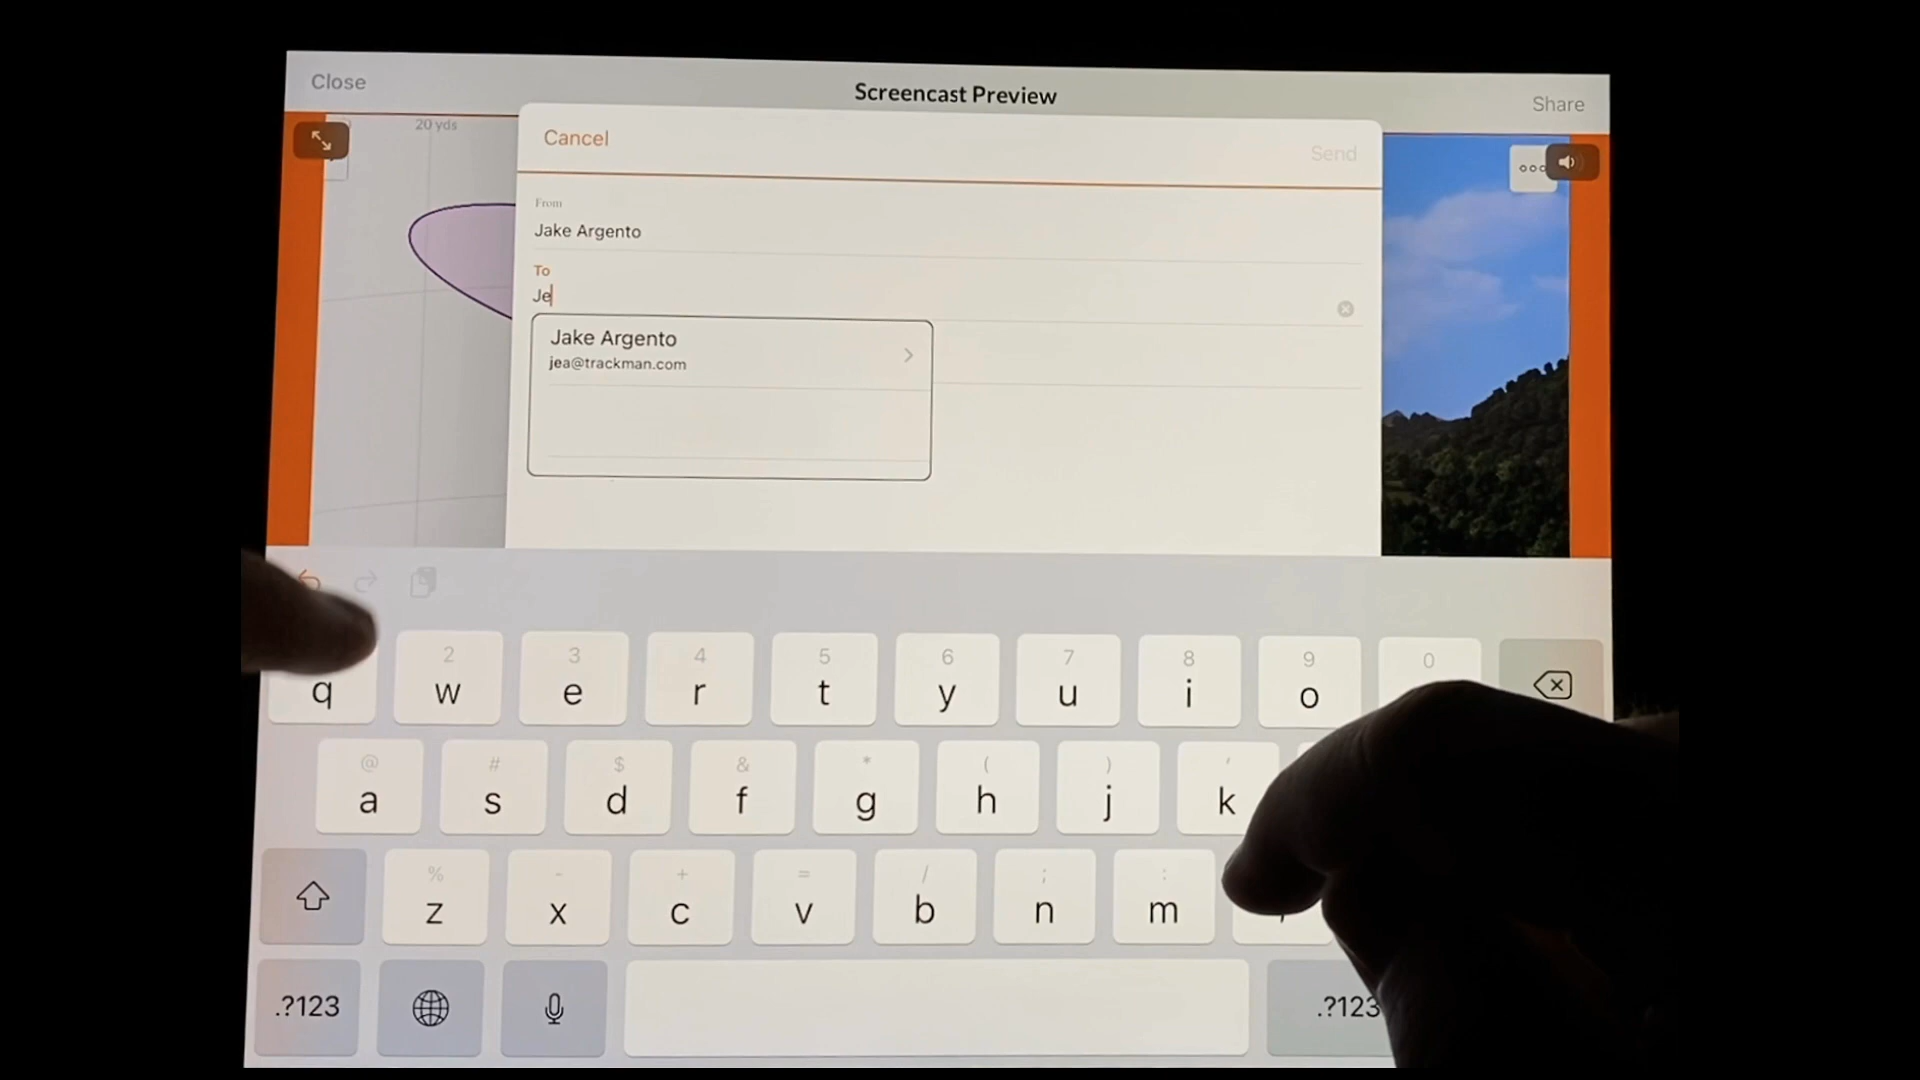 Close
Screencast Preview
Share
20 yds
Cancel
Send
From
Jake Argento
To
Je
Jake Argento
jea@trackman.com
2 3 4 5 6 7 8 9 0
q w e r t y u i o
@ # $ & * ( ) '
a s d f g h j k
% - + = / ; :
z x c v b n m ,
.?123 .?123